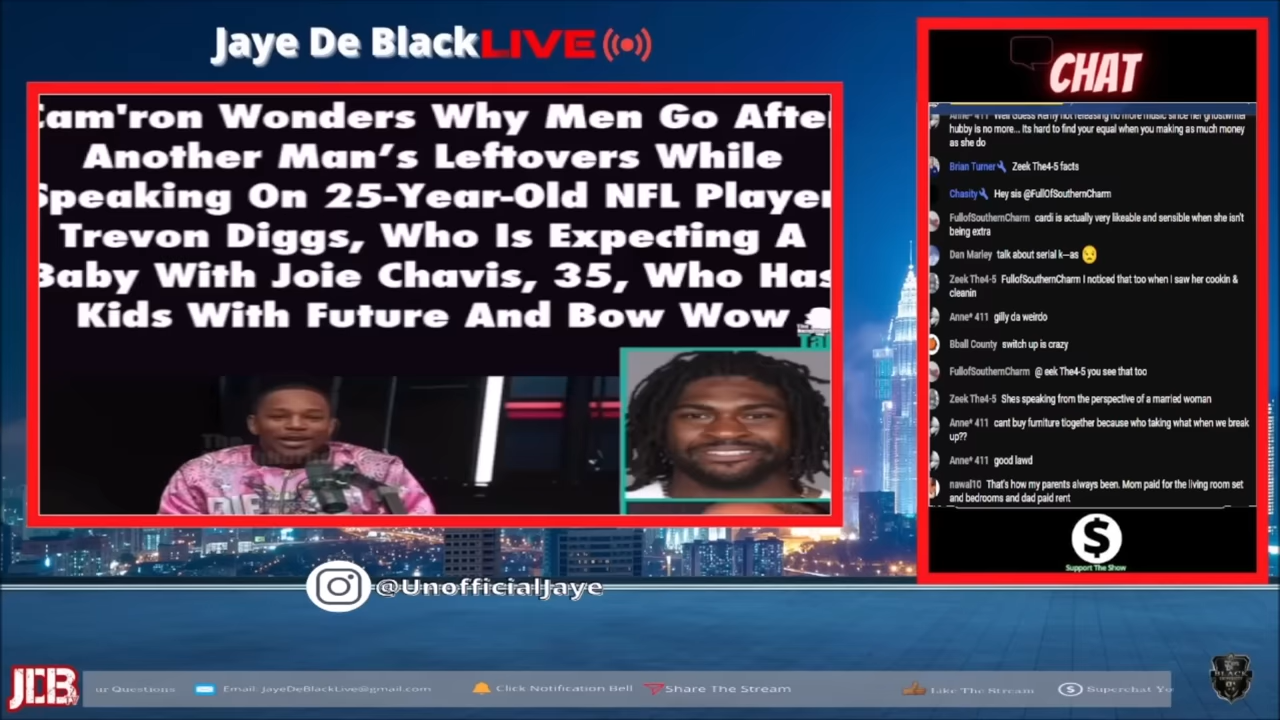 Jaye De Black LIVE
Cam'ron Wonders Why Men Go After
Another Man’s Leftovers While
Speaking On 25-Year-Old NFL Player
Trevon Diggs, Who Is Expecting A
Baby With Joie Chavis, 35, Who Has
Kids With Future And Bow Wow
CHAT
Anne* 411 Well Guess Remy not releasing no more music since her ghostwriter
hubby is no more... Its hard to find your equal when you making as much money
as she do
Brian Turner Zeek The4-5 facts
Chasity Hey sis @FullOfSouthernCharm
FullofSouthernCharm cardi is actually very likeable and sensible when she isn't
being extra
Dan Marley talk about serial k--as
Zeek The4-5 FullofSouthernCharm I noticed that too when I saw her cookin &
cleanin
Anne* 411 gilly da weirdo
Bball County switch up is crazy
FullofSouthernCharm @ eek The4-5 you see that too
Zeek The4-5 Shes speaking from the perspective of a married woman
Anne* 411 cant buy furniture tiogether because who taking what when we break
up??
Anne* 411 good lawd
nawal10 That's how my parents always been. Mom paid for the living room set
and bedrooms and dad paid rent
$
Support The Show
@UnofficialJaye
JDB
ur Questions
Email: JayeDeBlackLive@gmail.com
Click Notification Bell
Share The Stream
Like The Stream
Superchat Yo